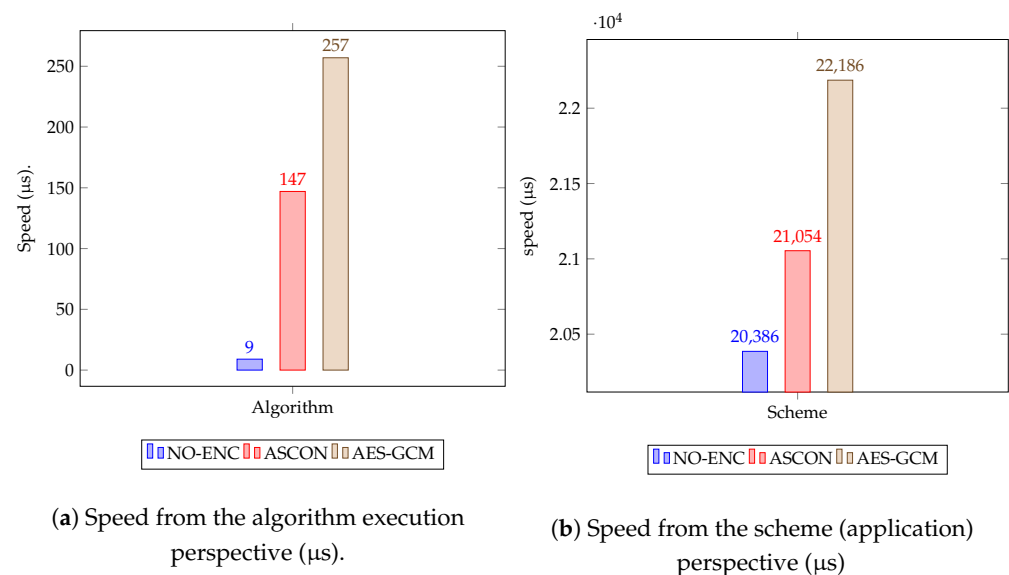 257
250
200
147
150
100
50
9
0
Speed (µs).
Algorithm
NO-ENC ASCON AES-GCM
(a) Speed from the algorithm execution
perspective (µs).
·10⁴
22,186
2.2
2.15
21,054
2.1
20,386
2.05
speed (µs)
Scheme
NO-ENC ASCON AES-GCM
(b) Speed from the scheme (application)
perspective (µs)